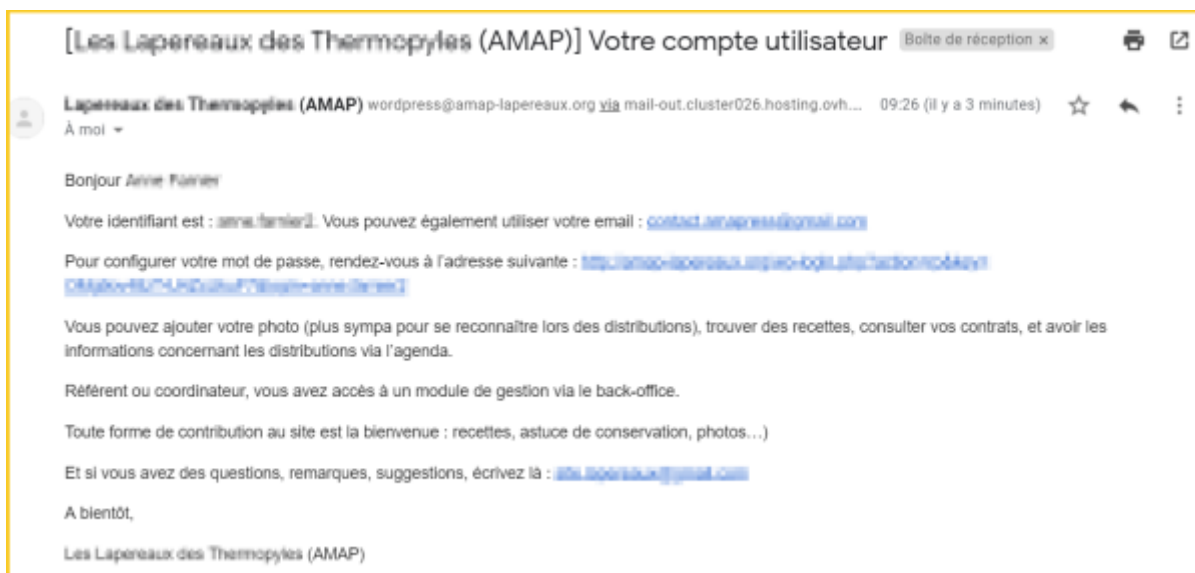 [Les Lapereaux des Thermopyles (AMAP)] Votre compte utilisateur Boîte de réception x
Lapereaux des Thermopyles (AMAP) wordpress@amap-lapereaux.org via mail-out.cluster026.hosting.ovh.... 09:26 (il y a 3 minutes)
À moi
Bonjour
Votre identifiant est : . Vous pouvez également utiliser votre email :
Pour configurer votre mot de passe, rendez-vous à l'adresse suivante :
Vous pouvez ajouter votre photo (plus sympa pour se reconnaître lors des distributions), trouver des recettes, consulter vos contrats, et avoir les
informations concernant les distributions via l'agenda.
Référent ou coordinateur, vous avez accès à un module de gestion via le back-office.
Toute forme de contribution au site est la bienvenue : recettes, astuce de conservation, photos…)
Et si vous avez des questions, remarques, suggestions, écrivez là :
A bientôt,
Les Lapereaux des Thermopyles (AMAP)